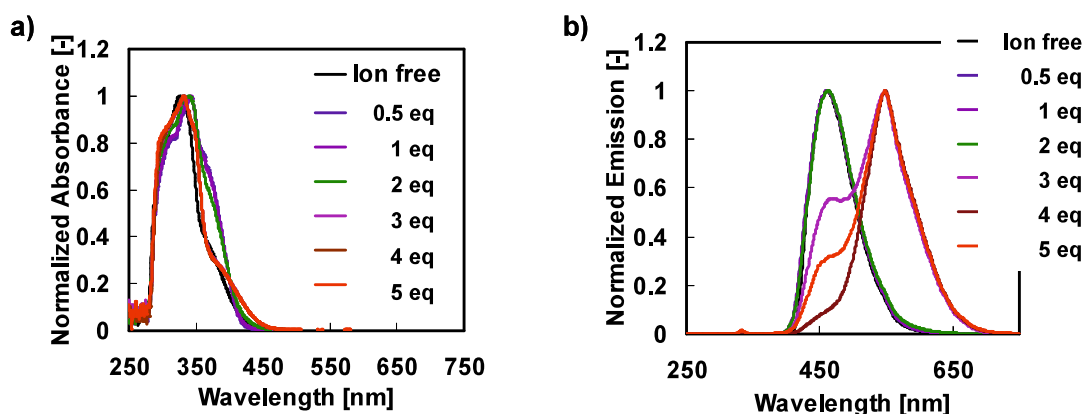 a)
Normalized Absorbance [-]
1.2
1
0.8
0.6
0.4
0.2
0
250 350 450 550 650 750
Wavelength [nm]
Ion free
0.5 eq
1 eq
2 eq
3 eq
4 eq
5 eq
b)
Normalized Emission [-]
1.2
1
0.8
0.6
0.4
0.2
0
250 450 650
Wavelength [nm]
Ion free
0.5 eq
1 eq
2 eq
3 eq
4 eq
5 eq